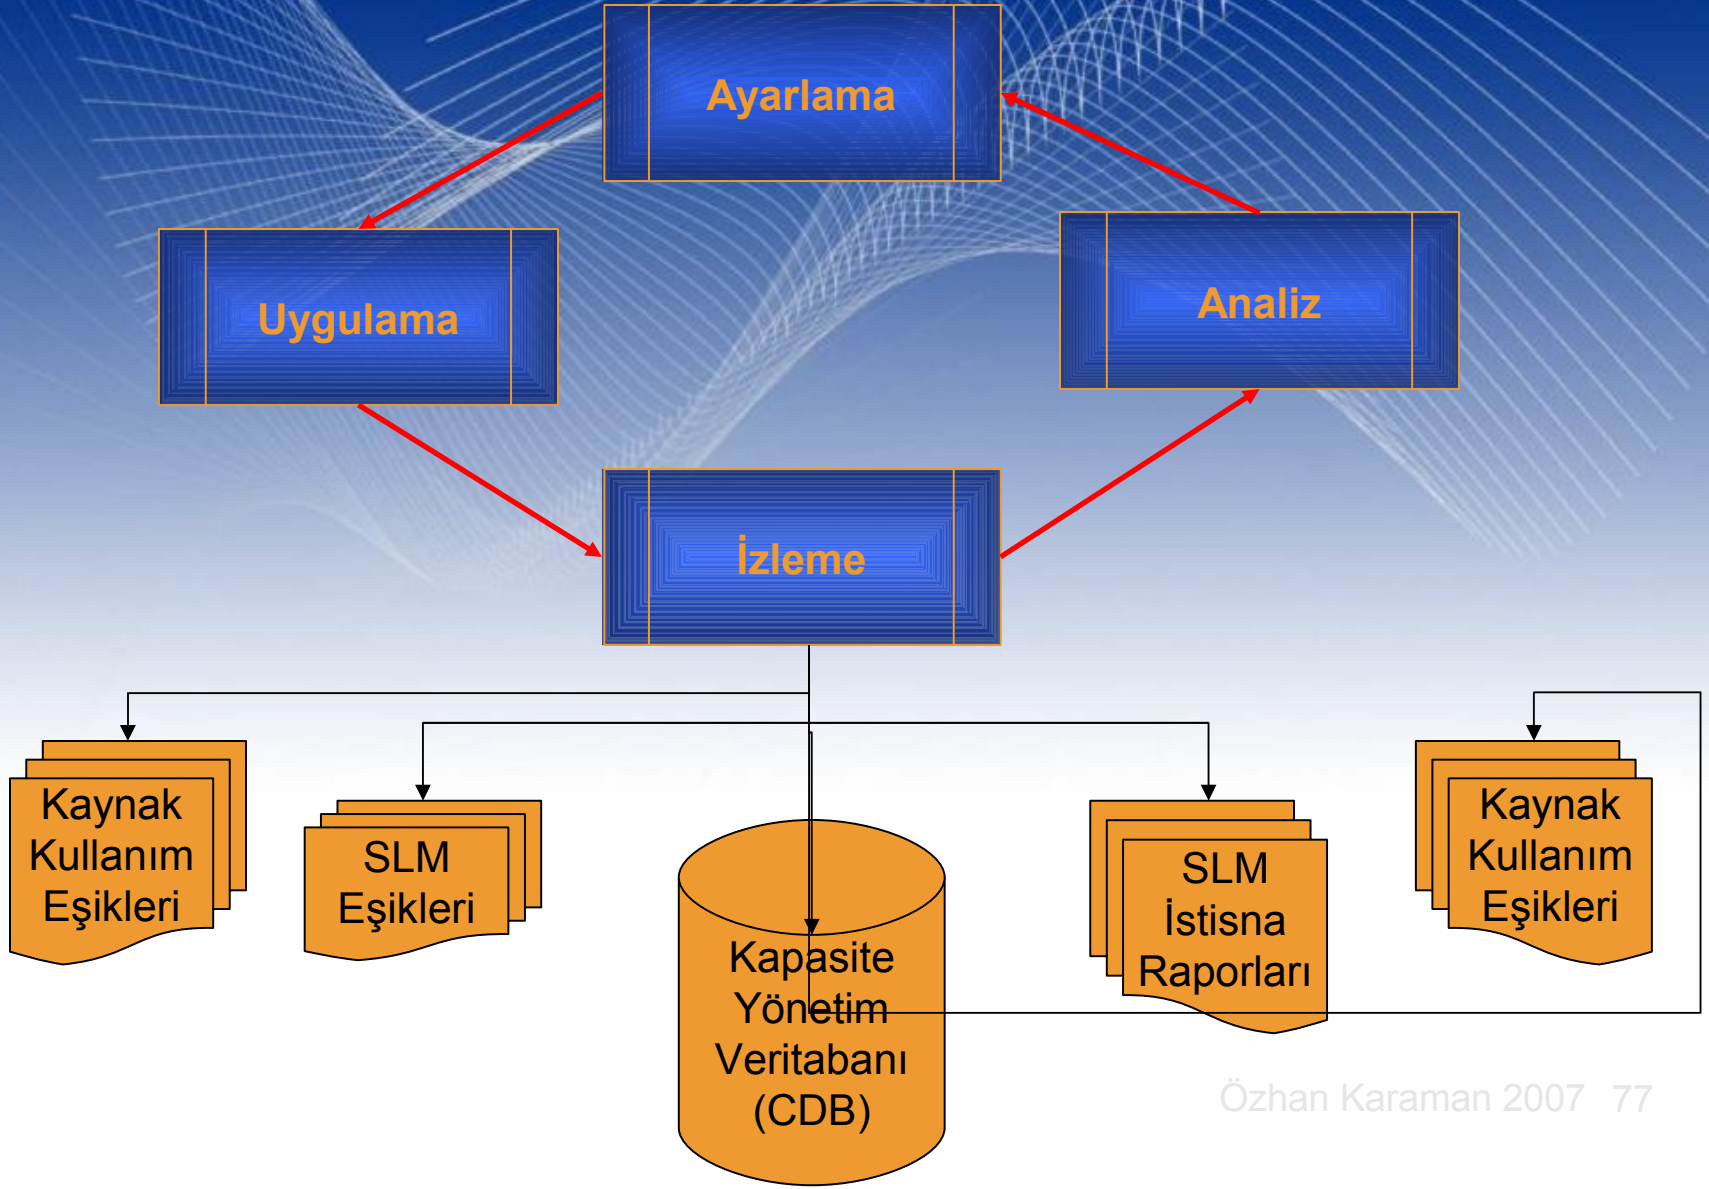 Ayarlama
Uygulama
Analiz
İzleme
Kaynak
Kullanım
Eşikleri
SLM
Eşikleri
Kapasite
Yönetim
Veritabanı
(CDB)
SLM
İstisna
Raporları
Kaynak
Kullanım
Eşikleri
Özhan Karaman 2007 77